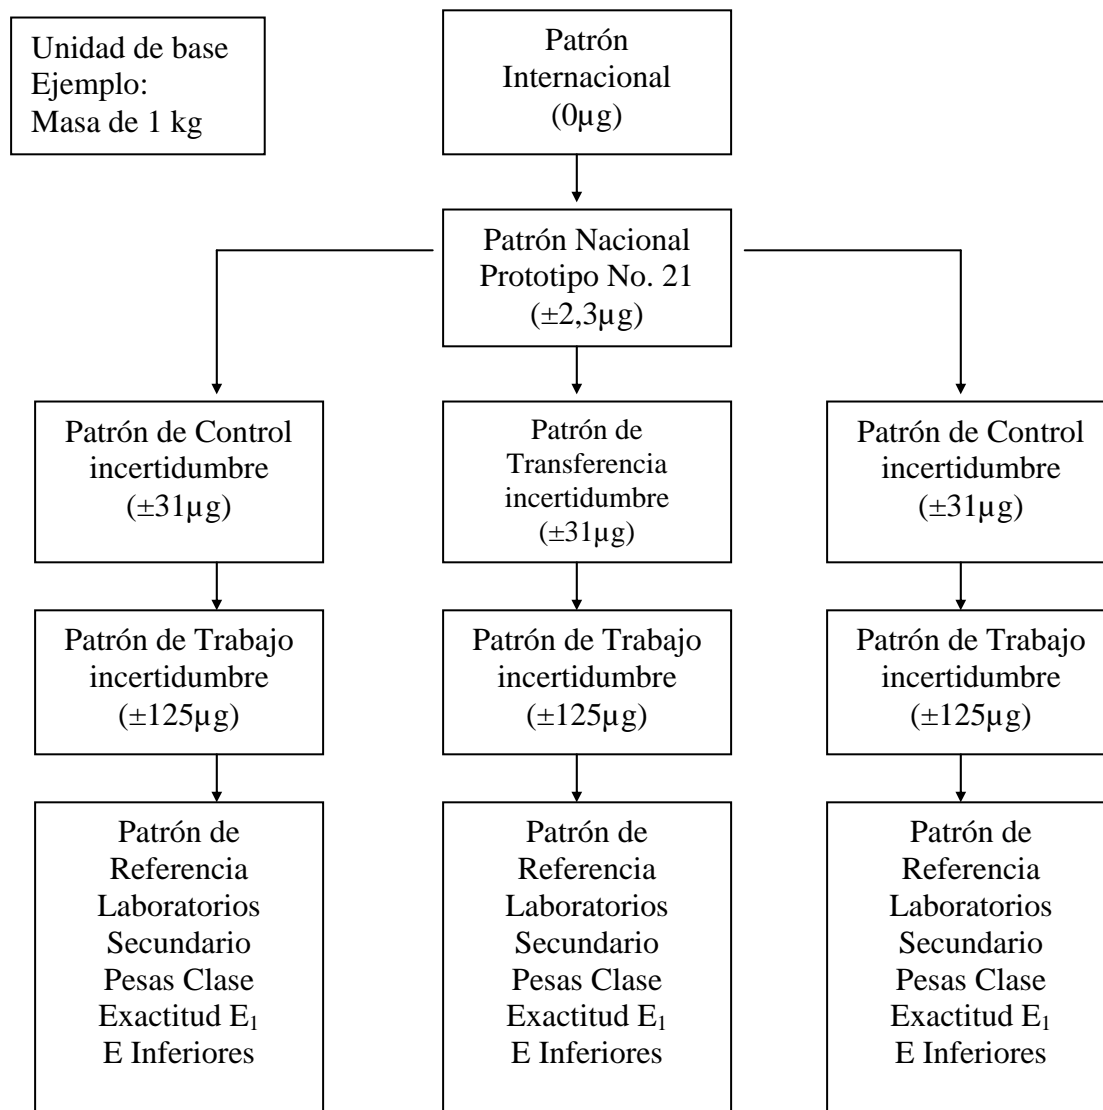 Unidad de base
Ejemplo:
Masa de 1 kg
Patrón
Internacional
(0µg)
Patrón Nacional
Prototipo No. 21
(±2,3µg)
Patrón de Control
incertidumbre
(±31µg)
Patrón de
Transferencia
incertidumbre
(±31µg)
Patrón de Control
incertidumbre
(±31µg)
Patrón de Trabajo
incertidumbre
(±125µg)
Patrón de Trabajo
incertidumbre
(±125µg)
Patrón de Trabajo
incertidumbre
(±125µg)
Patrón de
Referencia
Laboratorios
Secundario
Pesas Clase
Exactitud E₁
E Inferiores
Patrón de
Referencia
Laboratorios
Secundario
Pesas Clase
Exactitud E₁
E Inferiores
Patrón de
Referencia
Laboratorios
Secundario
Pesas Clase
Exactitud E₁
E Inferiores